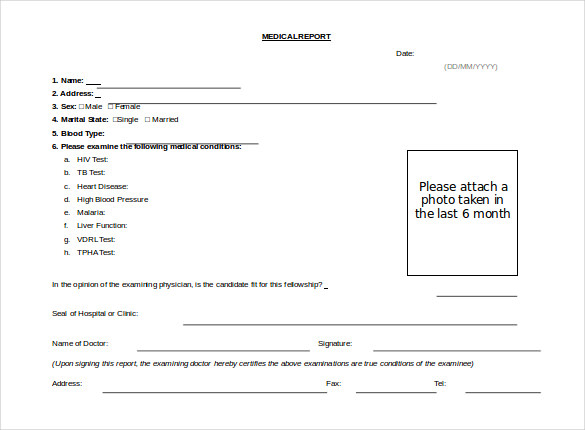 MEDICALREPORT
Date:
(DD/MM/YYYY)
1. Name:
2. Address:
3. Sex: □ Male □ Female
4. Marital State: □Single □ Married
5. Blood Type:
6. Please examine the following medical conditions:
a. HIV Test:
b. TB Test:
c. Heart Disease:
d. High Blood Pressure
e. Malaria:
f. Liver Function:
g. VDRL Test:
h. TPHA Test:
Please attach a
photo taken in
the last 6 month
In the opinion of the examining physician, is the candidate fit for this fellowship?
Seal of Hospital or Clinic:
Name of Doctor: Signature:
(Upon signing this report, the examining doctor hereby certifies the above examinations are true conditions of the examinee)
Address: Fax: Tel: